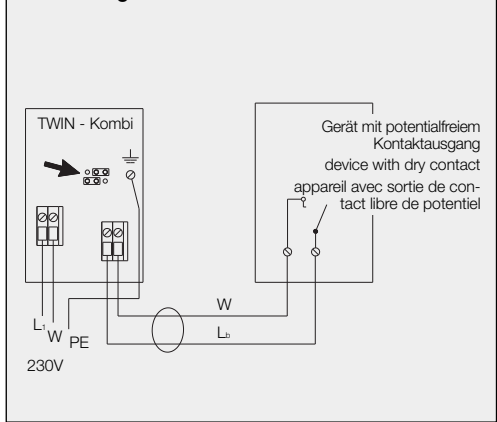 TWIN - Kombi
Gerät mit potentialfreiem
Kontaktausgang
device with dry contact
appareil avec sortie de con-
tact libre de potentiel
W
L₁
W
PE
Lb
230V